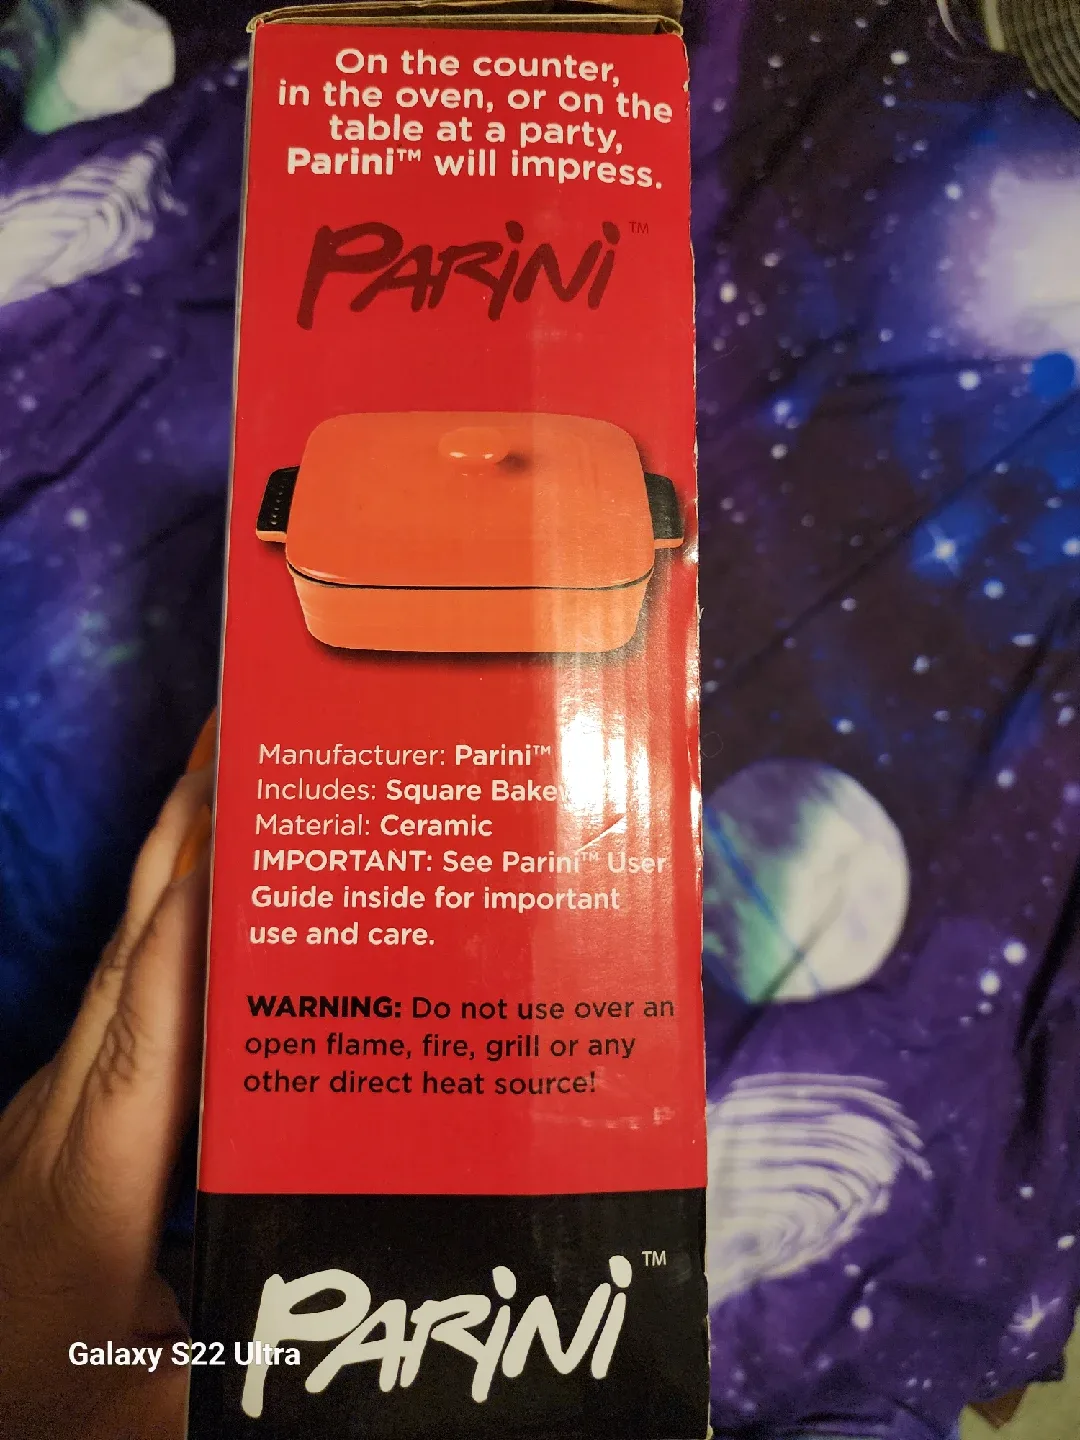 On the counter,
in the oven, or on the
table at a party,
Parini™ will impress.
PARiNi™
Manufacturer: Parini™
Includes: Square
Material: Ceramic
IMPORTANT: See Parini™ User
Guide inside for important
use and care.
WARNING: Do not use over an
open flame, fire, grill or any
other direct heat source!
PARiNi™
Galaxy S22 Ultra